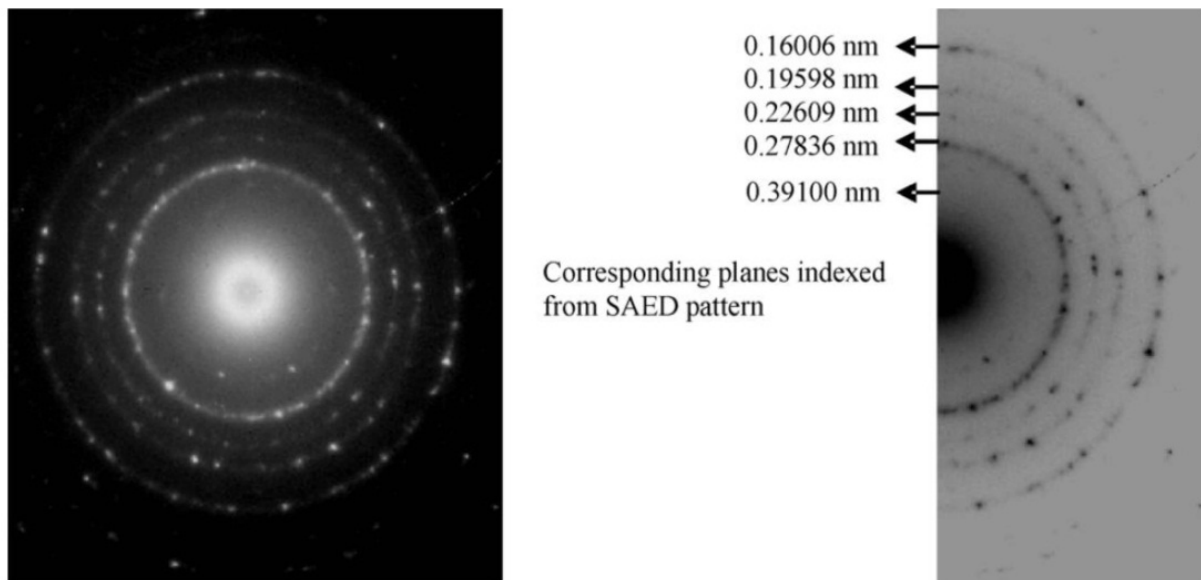 0.16006 nm
0.19598 nm
0.22609 nm
0.27836 nm
0.39100 nm
Corresponding planes indexed
from SAED pattern